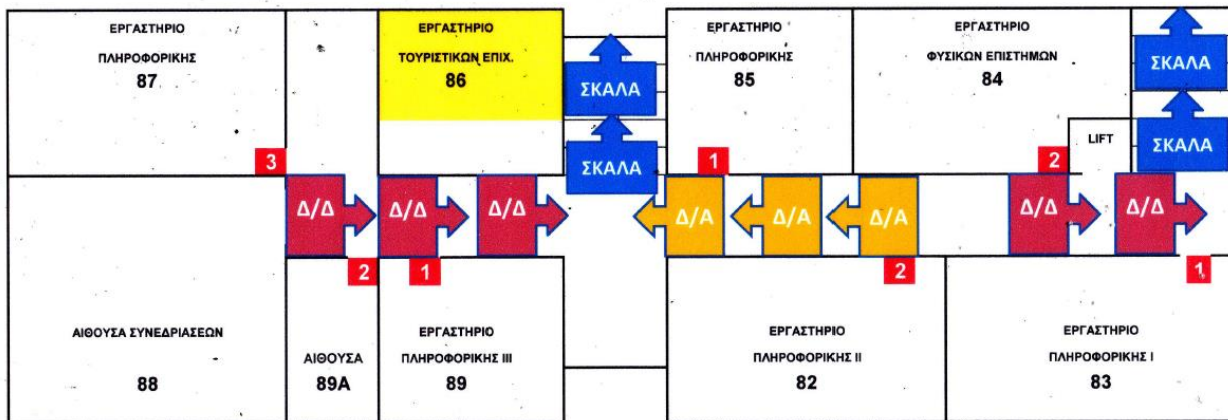 ΕΡΓΑΣΤΗΡΙΟ
ΠΛΗΡΟΦΟΡΙΚΗΣ
87
3
ΕΡΓΑΣΤΗΡΙΟ
ΤΟΥΡΙΣΤΙΚΩΝ ΕΠΙΧ.
86
ΣΚΑΛΑ
ΣΚΑΛΑ
ΕΡΓΑΣΤΗΡΙΟ
ΠΛΗΡΟΦΟΡΙΚΗΣ
85
1
ΕΡΓΑΣΤΗΡΙΟ
ΦΥΣΙΚΩΝ ΕΠΙΣΤΗΜΩΝ
84
2
LIFT
ΣΚΑΛΑ
ΣΚΑΛΑ
Δ/Δ
Δ/Δ
Δ/Δ
Δ/Α
Δ/Α
Δ/Α
Δ/Δ
Δ/Δ
ΑΙΘΟΥΣΑ ΣΥΝΕΔΡΙΑΣΕΩΝ
88
2
ΑΙΘΟΥΣΑ
89Α
1
ΕΡΓΑΣΤΗΡΙΟ
ΠΛΗΡΟΦΟΡΙΚΗΣ ΙΙΙ
89
2
ΕΡΓΑΣΤΗΡΙΟ
ΠΛΗΡΟΦΟΡΙΚΗΣ ΙΙ
82
1
ΕΡΓΑΣΤΗΡΙΟ
ΠΛΗΡΟΦΟΡΙΚΗΣ Ι
83